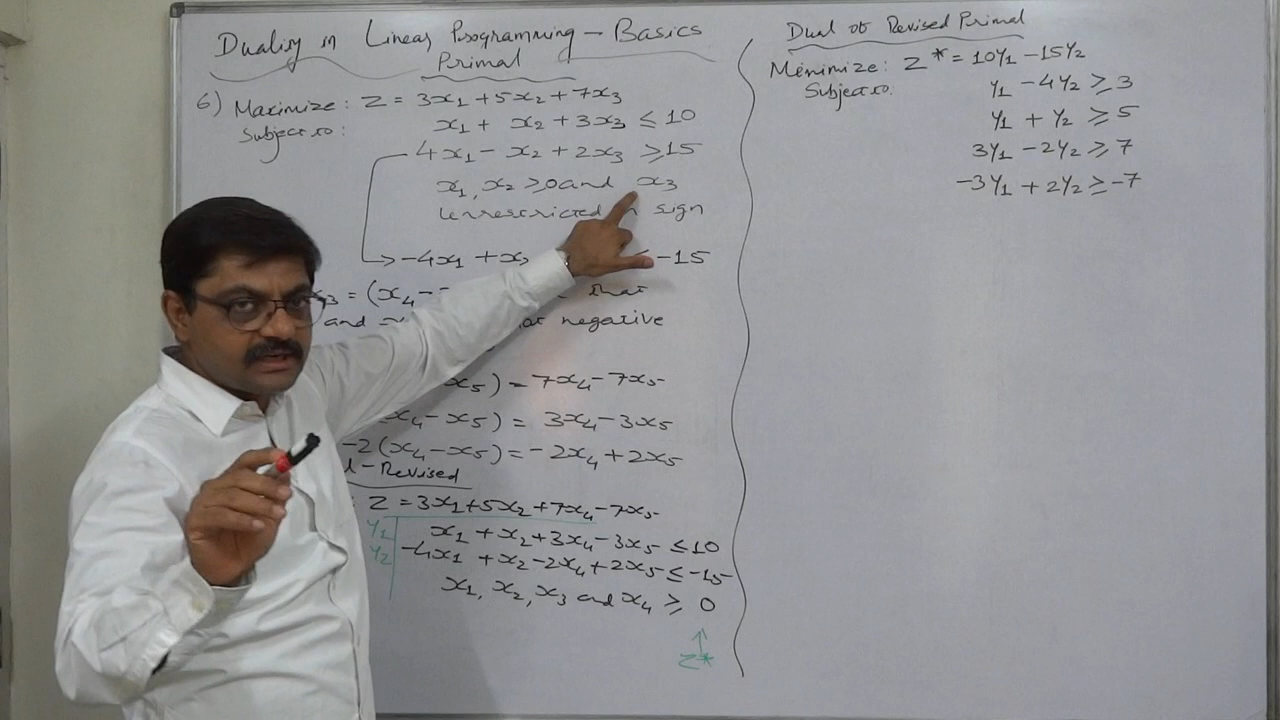 Duality in Linear Programming - Basics
Primal
6) Maximize: Z = 3x₁ + 5x₂ + 7x₃
Subject to:
x₁ + x₂ + 3x₃ ≤ 10
4x₁ - x₂ + 2x₃ ≥ 15
x₁, x₂ ≥ 0 and x₃
Unrestricted sign
-4x₁ + x₂ -15
x₃ = (x₄ - that
and negative
x₅) = 7x₄ - 7x₅
x₄ - x₅) = 3x₄ - 3x₅
-2(x₄ - x₅) = -2x₄ + 2x₅
- Revised
Z = 3x₁ + 5x₂ + 7x₄ - 7x₅
y₁ x₁ + x₂ + 3x₄ - 3x₅ ≤ 10
y₂ -4x₁ + x₂ - 2x₄ + 2x₅ ≤ -15
x₁, x₂, x₃ and x₄ ≥ 0
↑
Z*
Dual of Revised Primal
Minimize: Z* = 10y₁ - 15y₂
Subject to.
y₁ - 4y₂ ≥ 3
y₁ + y₂ ≥ 5
3y₁ - 2y₂ ≥ 7
-3y₁ + 2y₂ ≥ -7